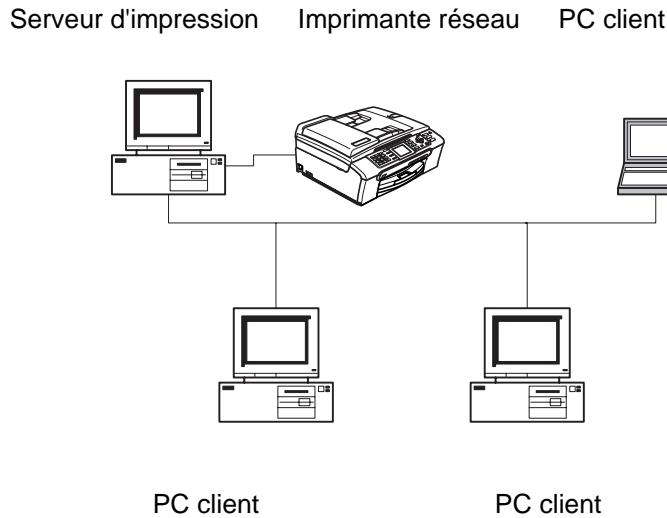 Serveur d'impression Imprimante réseau PC client
PC client PC client